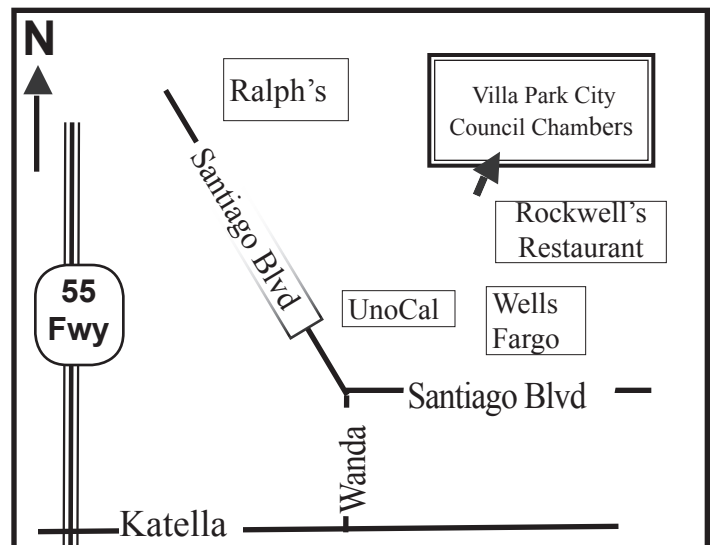 N
Ralph’s
Villa Park City
Council Chambers
Santiago Blvd
Rockwell’s
Restaurant
55
Fwy
UnoCal
Wells
Fargo
Santiago Blvd
Wanda
Katella